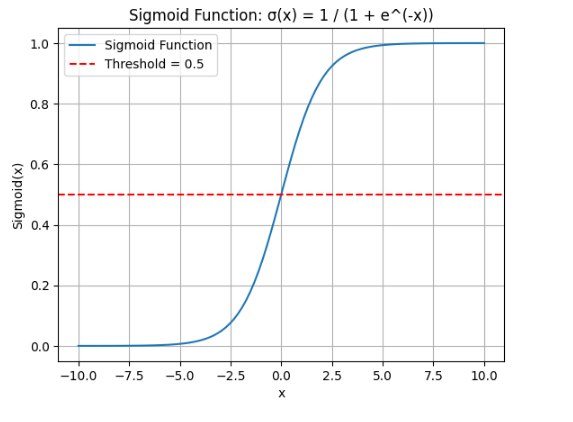 Sigmoid Function: σ(x) = 1 / (1 + e^(-x))
1.0
0.8
0.6
0.4
0.2
0.0
Sigmoid(x)
Sigmoid Function
Threshold = 0.5
−10.0 −7.5 −5.0 −2.5 0.0 2.5 5.0 7.5 10.0
x